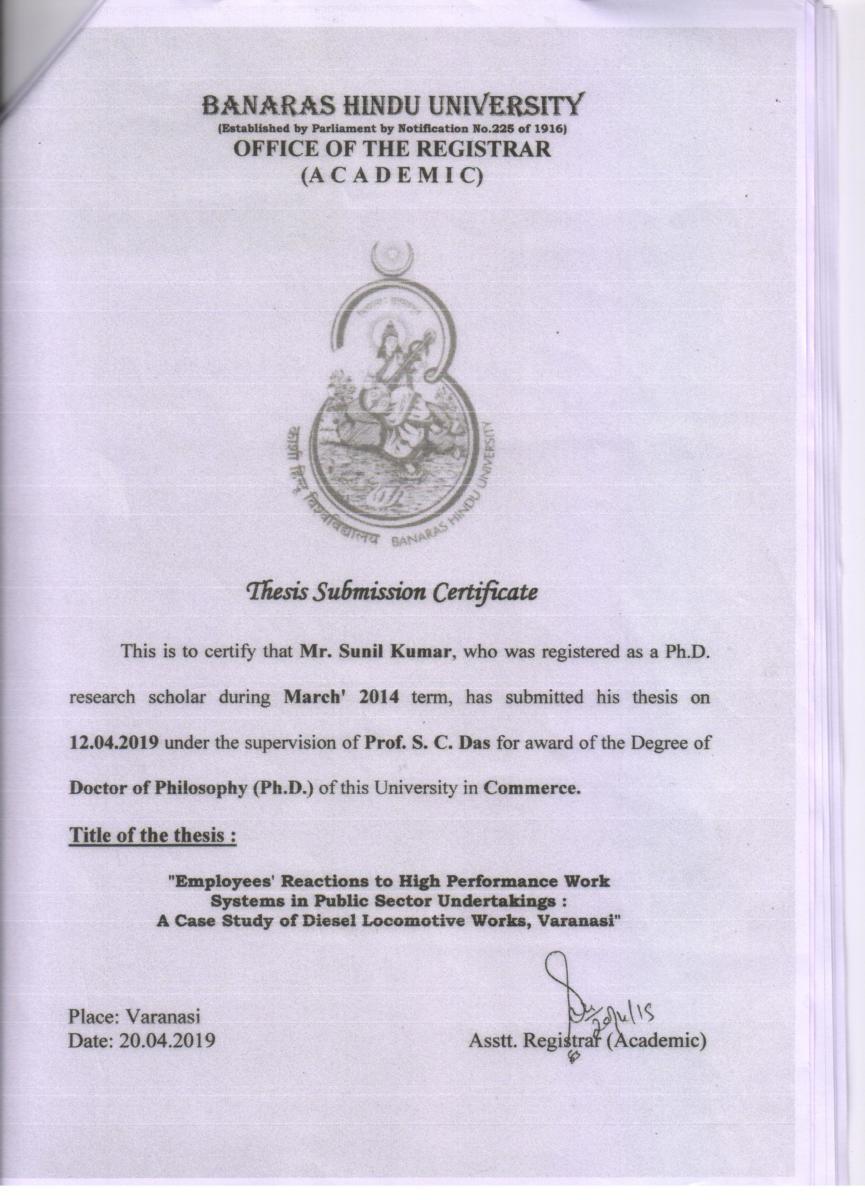 BANARAS HINDU UNIVERSITY
(Established by Parliament by Notification No.225 of 1916)
OFFICE OF THE REGISTRAR
(A C A D E M I C)
काशी हिन्दू विश्वविद्यालय
BANARAS HINDU UNIVERSITY
Thesis Submission Certificate
This is to certify that Mr. Sunil Kumar, who was registered as a Ph.D.
research scholar during March' 2014 term, has submitted his thesis on
12.04.2019 under the supervision of Prof. S. C. Das for award of the Degree of
Doctor of Philosophy (Ph.D.) of this University in Commerce.
Title of the thesis :
"Employees' Reactions to High Performance Work
Systems in Public Sector Undertakings :
A Case Study of Diesel Locomotive Works, Varanasi"
Place: Varanasi
Date: 20.04.2019
Asstt. Registrar (Academic)